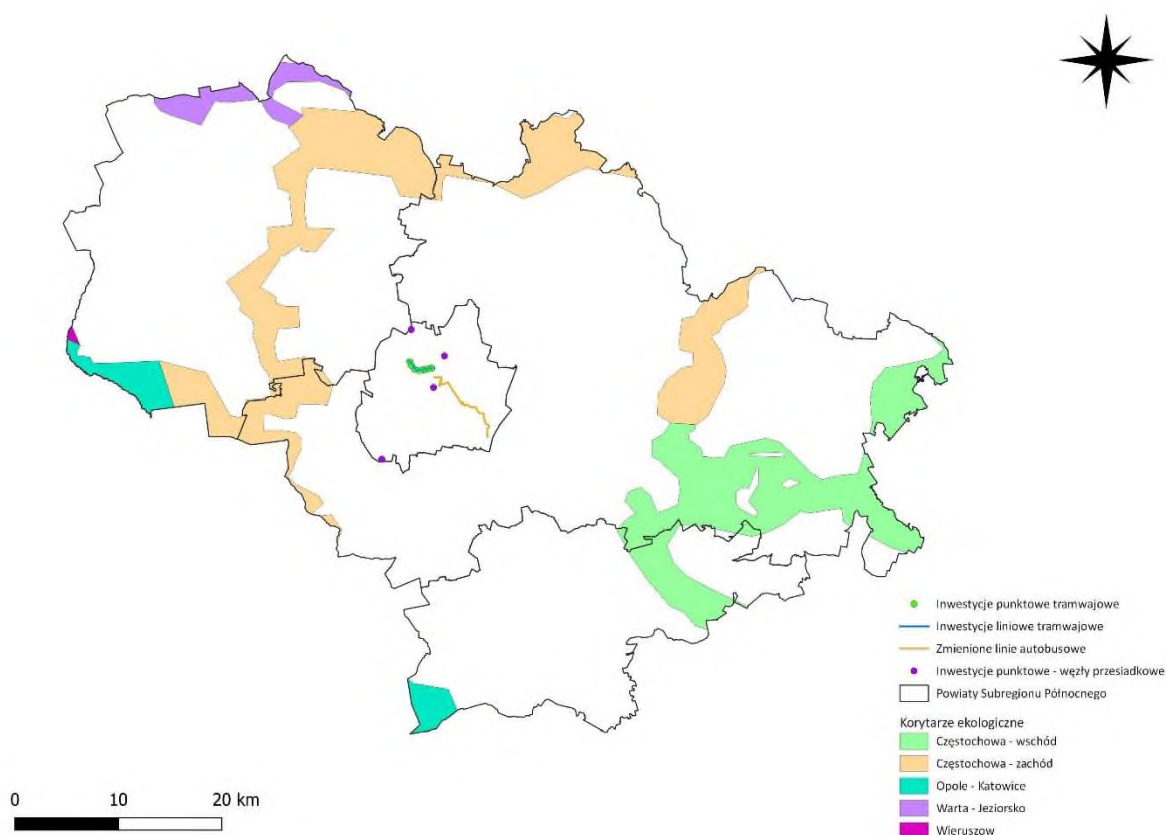 Inwestycje punktowe tramwajowe
Inwestycje liniowe tramwajowe
Zmienione linie autobusowe
Inwestycje punktowe - węzły przesiadkowe
Powiaty Subregionu Północnego
Korytarze ekologiczne
Częstochowa - wschód
Częstochowa - zachód
Opole - Katowice
Warta - Jeziorsko
Wieruszow
0 10 20 km